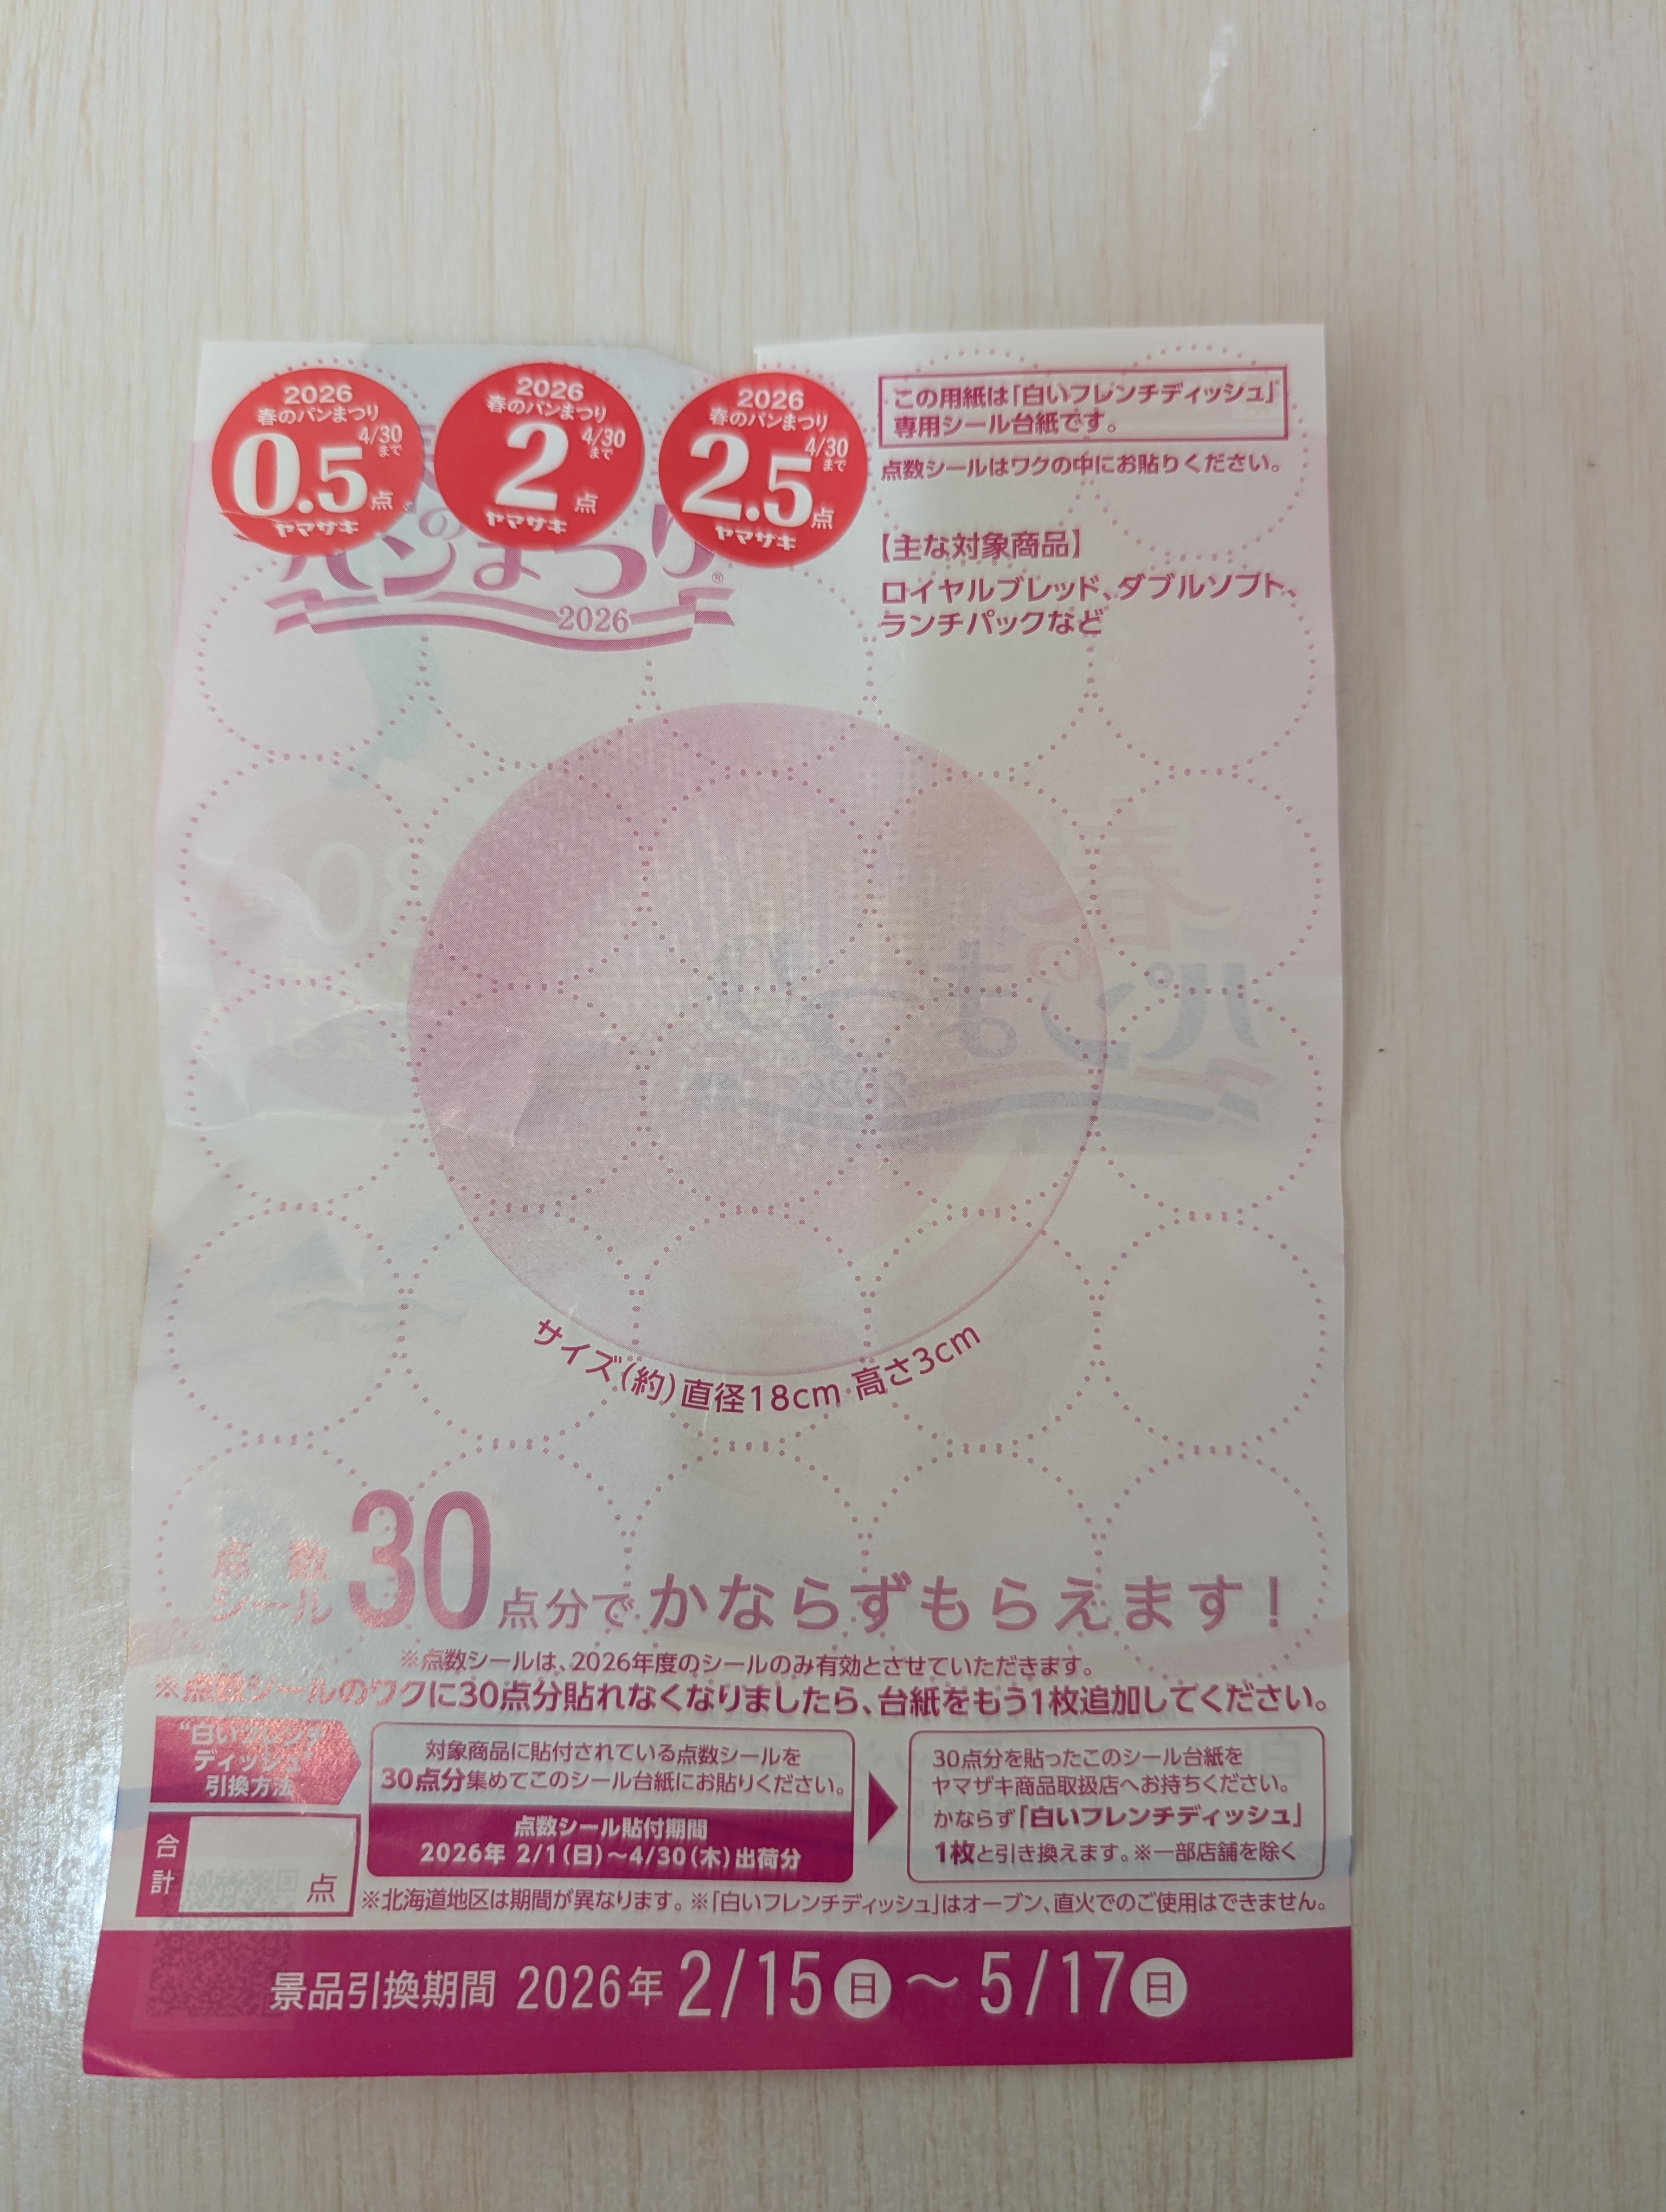 2026
春のパンまつり
4/30
まで
0.5点
ヤマザキ
2026
春のパンまつり
4/30
まで
2点
ヤマザキ
2026
春のパンまつり
4/30
まで
2.5点
ヤマザキ
の
パンまつり®
2026
この用紙は「白いフレンチディッシュ」
専用シール台紙です。
点数シールはワクの中にお貼りください。
【主な対象商品】
ロイヤルブレッド、ダブルソフト、
ランチパックなど
サイズ(約)直径18cm 高さ3cm
点数
シール30点分でかならずもらえます!
※点数シールは、2026年度のシールのみ有効とさせていただきます。
※点数シールのワクに30点分貼れなくなりましたら、台紙をもう1枚追加してください。
“白いフレンチ
ディッシュ”
引換方法
対象商品に貼付されている点数シールを
30点分集めてこのシール台紙にお貼りください。
点数シール貼付期間
2026年 2/1(日)～4/30(木)出荷分
30点分を貼ったこのシール台紙を
ヤマザキ商品取扱店へお持ちください。
かならず「白いフレンチディッシュ」
1枚と引き換えます。※一部店舗を除く
合計 点
※北海道地区は期間が異なります。※「白いフレンチディッシュ」はオーブン、直火でのご使用はできません。
景品引換期間 2026年 2/15日～5/17日